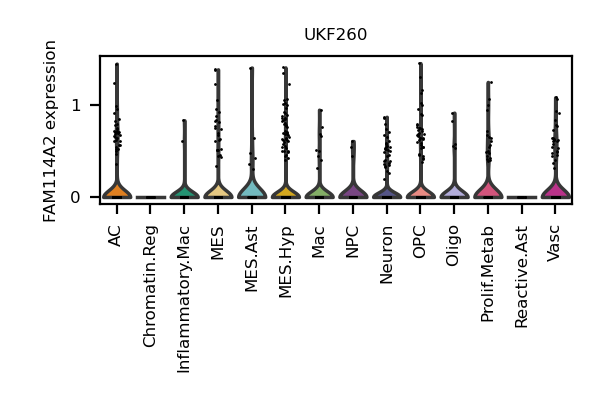 UKF260
FAM114A2 expression
1
0
AC
Chromatin.Reg
Inflammatory.Mac
MES
MES.Ast
MES.Hyp
Mac
NPC
Neuron
OPC
Oligo
Prolif.Metab
Reactive.Ast
Vasc